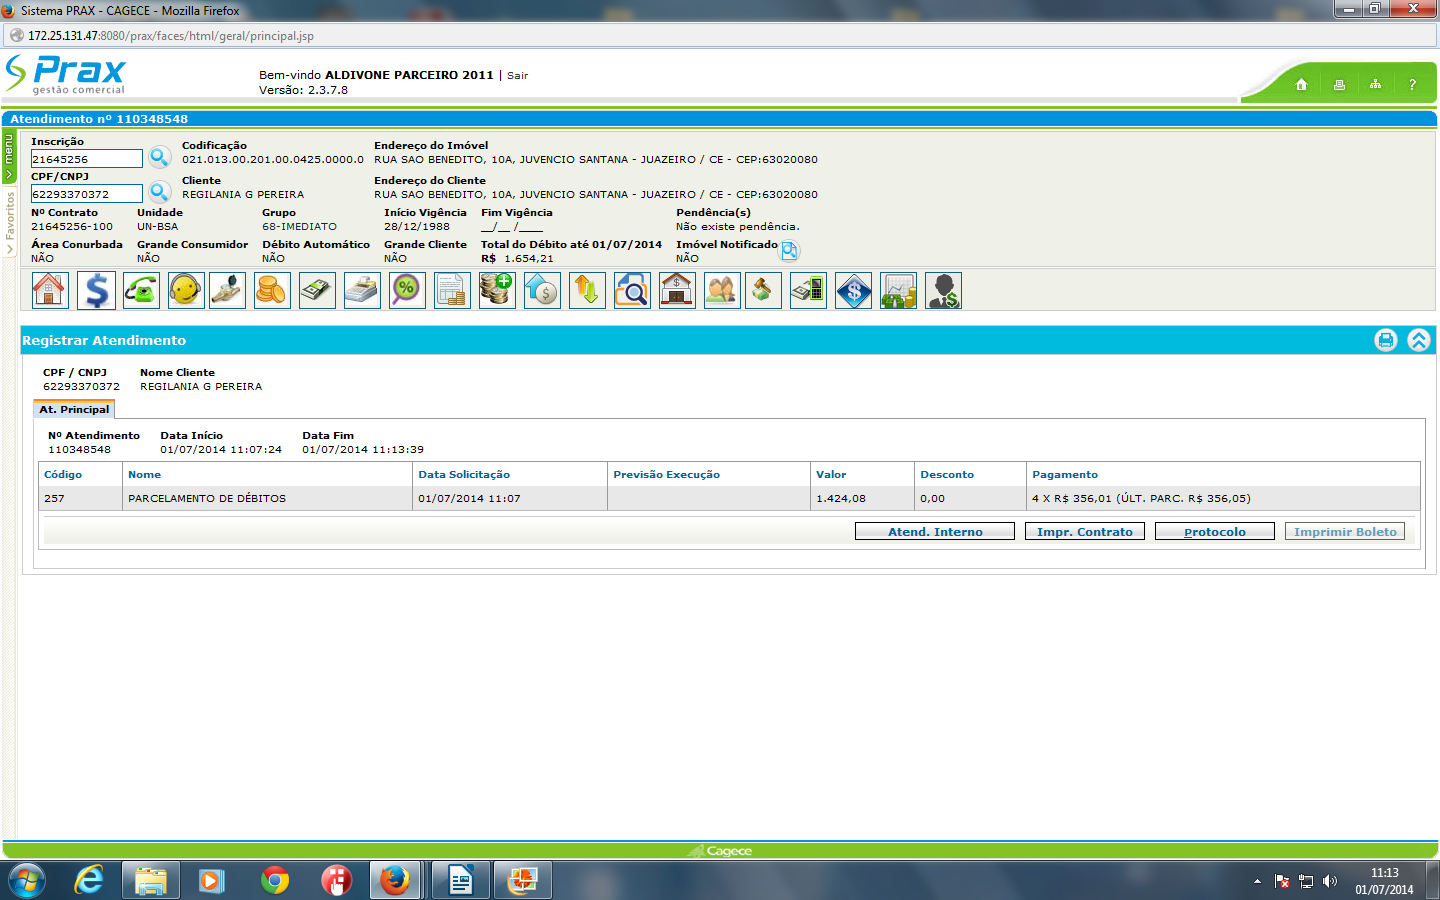 Sistema PRAX - CAGECE - Mozilla Firefox
172.25.131.47:8080/prax/faces/html/geral/principal.jsp
Prax
gestão comercial
Bem-vindo ALDIVONE PARCEIRO 2011 | Sair
Versão: 2.3.7.8
?
Atendimento nº 110348548
menu
Favoritos
Inscrição Codificação Endereço do Imóvel
21645256 021.013.00.201.00.0425.0000.0 RUA SAO BENEDITO, 10A, JUVENCIO SANTANA - JUAZEIRO / CE - CEP:63020080
CPF/CNPJ Cliente Endereço do Cliente
62293370372 REGILANIA G PEREIRA RUA SAO BENEDITO, 10A, JUVENCIO SANTANA - JUAZEIRO / CE - CEP:63020080
Nº Contrato Unidade Grupo Início Vigência Fim Vigência Pendência(s)
21645256-100 UN-BSA 68-IMEDIATO 28/12/1988 __/__ /____ Não existe pendência.
Área Conurbada Grande Consumidor Débito Automático Grande Cliente Total do Débito até 01/07/2014 Imóvel Notificado
NÃO NÃO NÃO NÃO R$ 1.654,21 NÃO
Registrar Atendimento
CPF / CNPJ Nome Cliente
62293370372 REGILANIA G PEREIRA
At. Principal
Nº Atendimento Data Início Data Fim
110348548 01/07/2014 11:07:24 01/07/2014 11:13:39
Código Nome Data Solicitação Previsão Execução Valor Desconto Pagamento
257 PARCELAMENTO DE DÉBITOS 01/07/2014 11:07 1.424,08 0,00 4 X R$ 356,01 (ÚLT. PARC. R$ 356,05)
Atend. Interno Impr. Contrato Protocolo Imprimir Boleto
Cagece
11:13
01/07/2014